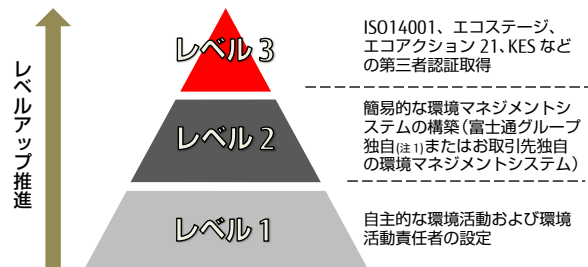 レベルアップ推進
レベル 3
ISO14001、エコステージ、
エコアクション 21、KES など
の第三者認証取得
レベル 2
簡易的な環境マネジメントシ
ステムの構築（富士通グループ
独自(注 1)またはお取引先独自
の環境マネジメントシステム）
レベル 1
自主的な環境活動および環境
活動責任者の設定